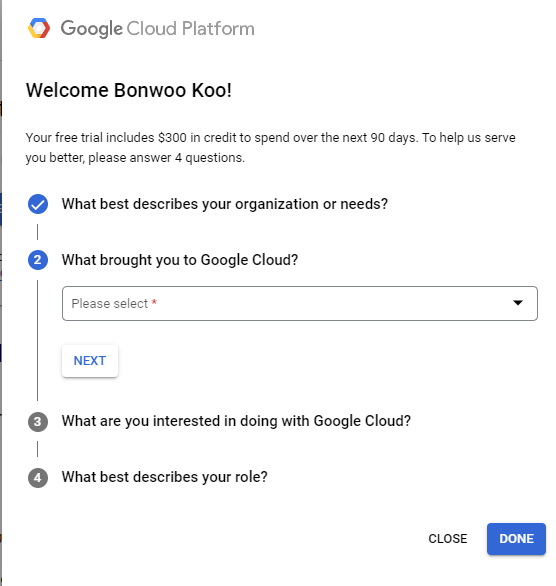 Google Cloud Platform
Welcome Bonwoo Koo!
Your free trial includes $300 in credit to spend over the next 90 days. To help us serve
you better, please answer 4 questions.
What best describes your organization or needs?
2 What brought you to Google Cloud?
Please select *
NEXT
3 What are you interested in doing with Google Cloud?
4 What best describes your role?
CLOSE DONE